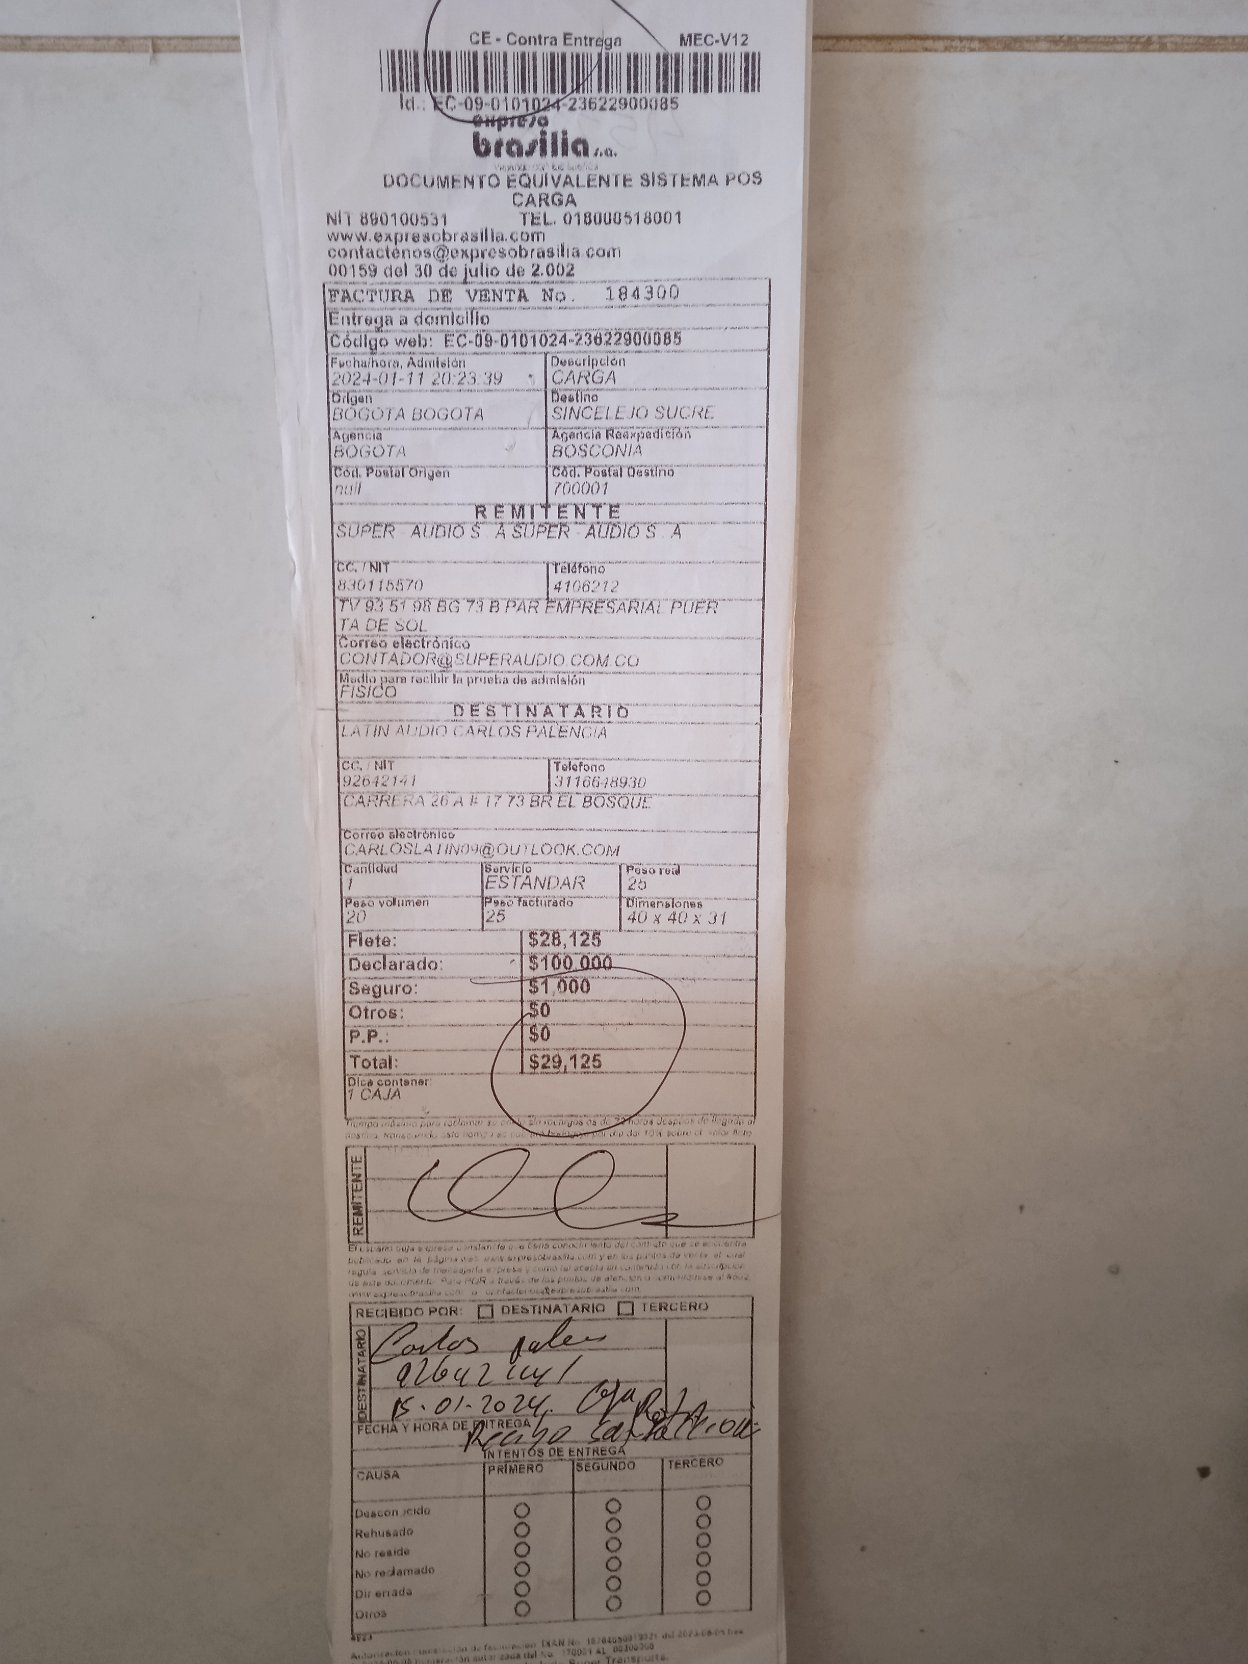 CE - Contra Entrega MEC-V12
Id.: EC-09-0101024-23622900085
expreso
brasilia s.a.
DOCUMENTO EQUIVALENTE SISTEMA POS
CARGA
NIT 890100531 TEL. 018000518001
www.expresobrasilia.com
contactenos@expresobrasilia.com
00159 del 30 de julio de 2.002
FACTURA DE VENTA No. 184300
Entrega a domicilio
Código web: EC-09-0101024-23622900085
Fecha/hora, Admisión Descripción
2024-01-11 20:23:39 CARGA
Origen Destino
BOGOTA BOGOTA SINCELEJO SUCRE
Agencia Agencia Reexpedición
BOGOTA BOSCONIA
Cód. Postal Origen Cód. Postal Destino
null 700001
REMITENTE
SUPER - AUDIO S . A SUPER - AUDIO S . A
CC. / NIT Teléfono
830115570 4106212
TV 93 51 98 BG 73 B PAR EMPRESARIAL PUER
TA DE SOL
Correo electrónico
CONTADOR@SUPERAUDIO.COM.CO
Medio para recibir la prueba de admisión
FISICO
DESTINATARIO
LATIN AUDIO CARLOS PALENCIA
CC. / NIT Teléfono
92642141 3116648930
CARRERA 26 A # 17 73 BR EL BOSQUE
Correo electrónico
CARLOSLATIN09@OUTLOOK.COM
Cantidad Servicio Peso real
1 ESTANDAR 25
Peso volumen Peso facturado Dimensiones
20 25 40 x 40 x 31
Flete: $28,125
Declarado: $100,000
Seguro: $1,000
Otros: $0
P.P.: $0
Total: $29,125
Dice contener:
1 CAJA
REMITENTE
RECIBIDO POR: DESTINATARIO TERCERO
DESTINATARIO
Carlos
92642141
15-01-2024. Caja
FECHA Y HORA DE ENTREGA
Recibo
INTENTOS DE ENTREGA
CAUSA PRIMERO SEGUNDO TERCERO
Desconocido
Rehusado
No reside
No reclamado
Dir errada
Otros